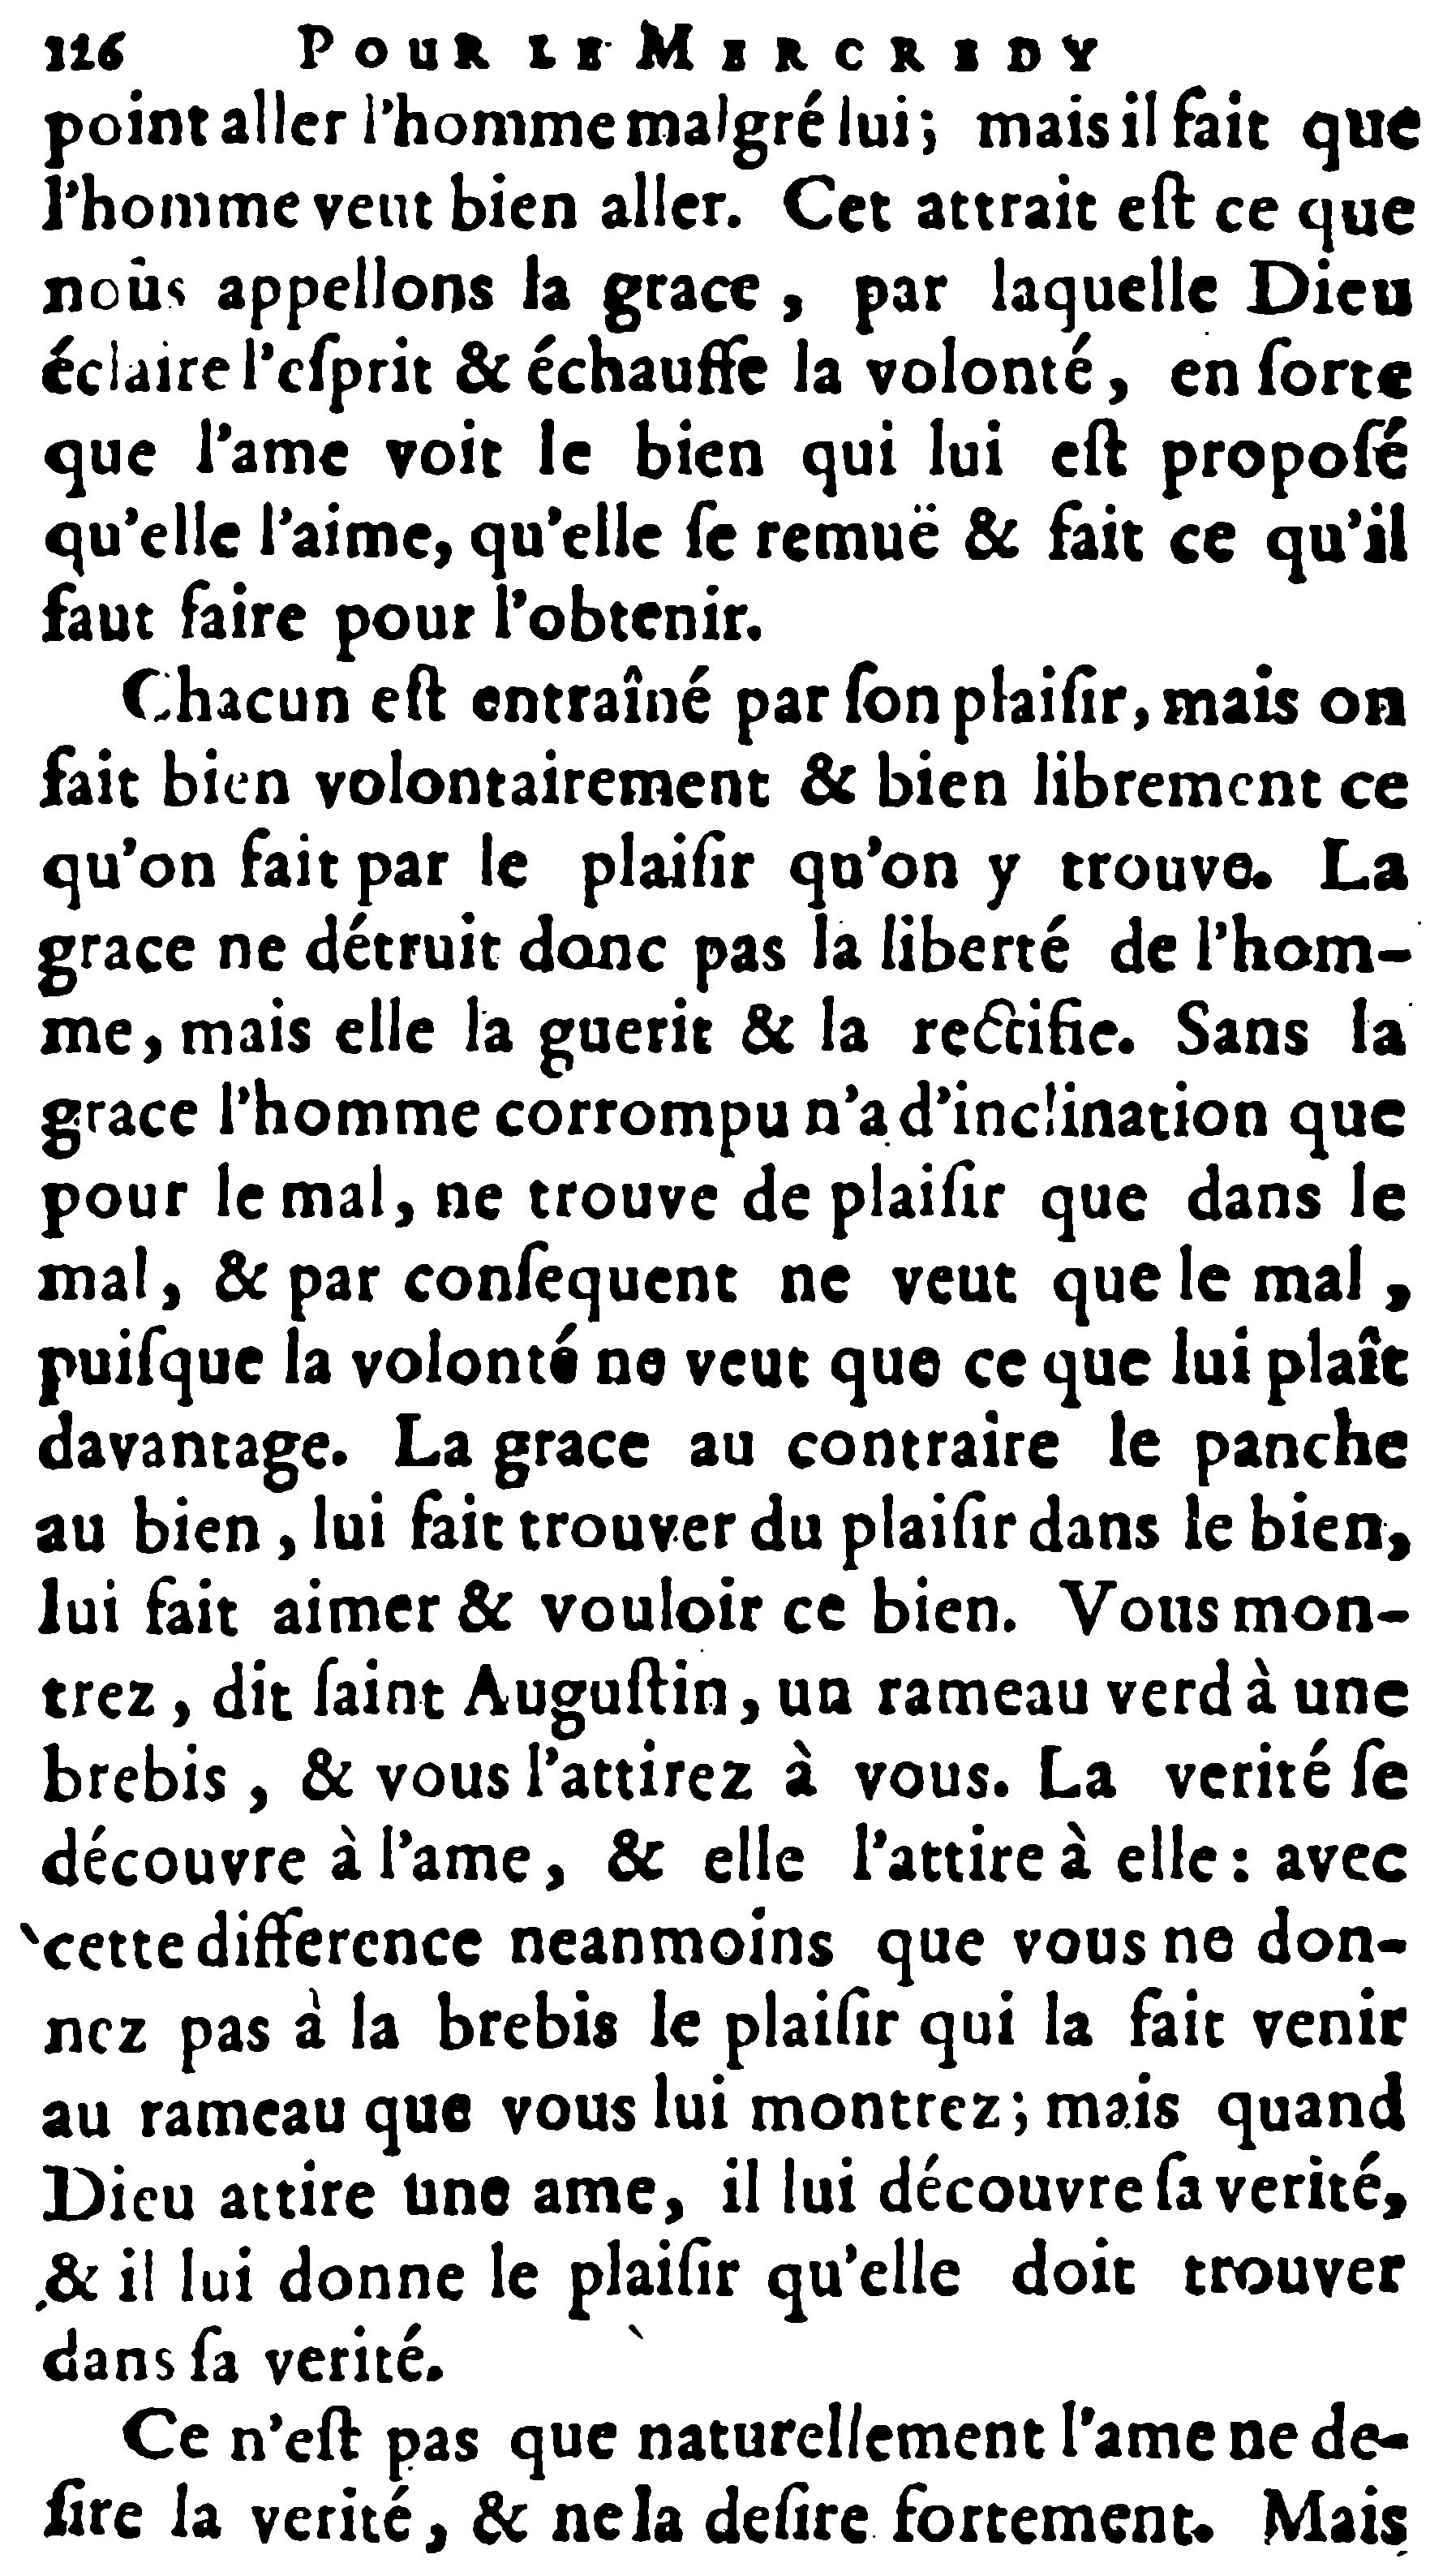 126 POUR LE MERCREDY
point aller l'homme malgré lui; mais il fait que
l'homme veut bien aller. Cet attrait eſt ce que
noûs appellons la grace, par laquelle Dieu
éclaire l'eſprit & échauffe la volonté, en ſorte
que l'ame voit le bien qui lui eſt propoſé
qu'elle l'aime, qu'elle ſe remuë & fait ce qu'il
faut faire pour l'obtenir.
Chacun eſt entraîné par ſon plaiſir, mais on
fait bien volontairement & bien librement ce
qu'on fait par le plaiſir qu'on y trouve. La
grace ne détruit donc pas la liberté de l'hom-
me, mais elle la guerit & la rectifie. Sans la
grace l'homme corrompu n'a d'inclination que
pour le mal, ne trouve de plaiſir que dans le
mal, & par conſequent ne veut que le mal,
puiſque la volonté ne veut que ce que lui plaît
davantage. La grace au contraire le panche
au bien, lui fait trouver du plaiſir dans le bien,
lui fait aimer & vouloir ce bien. Vous mon-
trez, dit ſaint Auguſtin, un rameau verd à une
brebis, & vous l'attirez à vous. La verité ſe
découvre à l'ame, & elle l'attire à elle: avec
cette difference neanmoins que vous ne don-
nez pas à la brebis le plaiſir qui la fait venir
au rameau que vous lui montrez; mais quand
Dieu attire une ame, il lui découvre ſa verité,
& il lui donne le plaiſir qu'elle doit trouver
dans ſa verité.
Ce n'eſt pas que naturellement l'ame ne de-
ſire la verité, & ne la deſire fortement. Mais